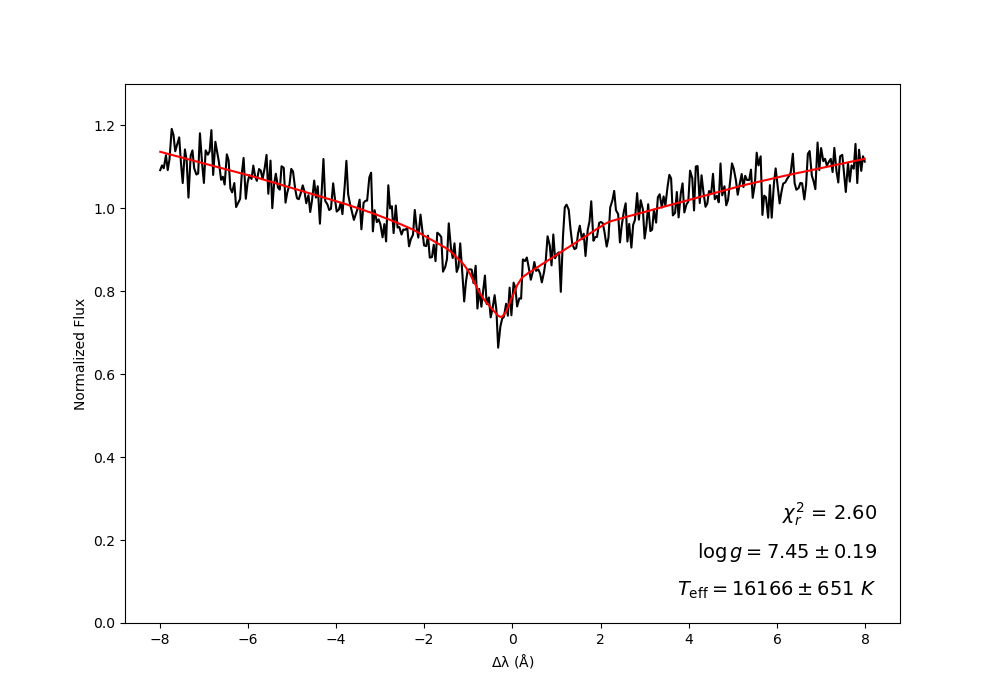 1.2
1.0
0.8
0.6
0.4
0.2
0.0
Normalized Flux
χ²ᵣ = 2.60
log g = 7.45 ± 0.19
T_eff = 16166 ± 651 K
−8 −6 −4 −2 0 2 4 6 8
Δλ (Å)